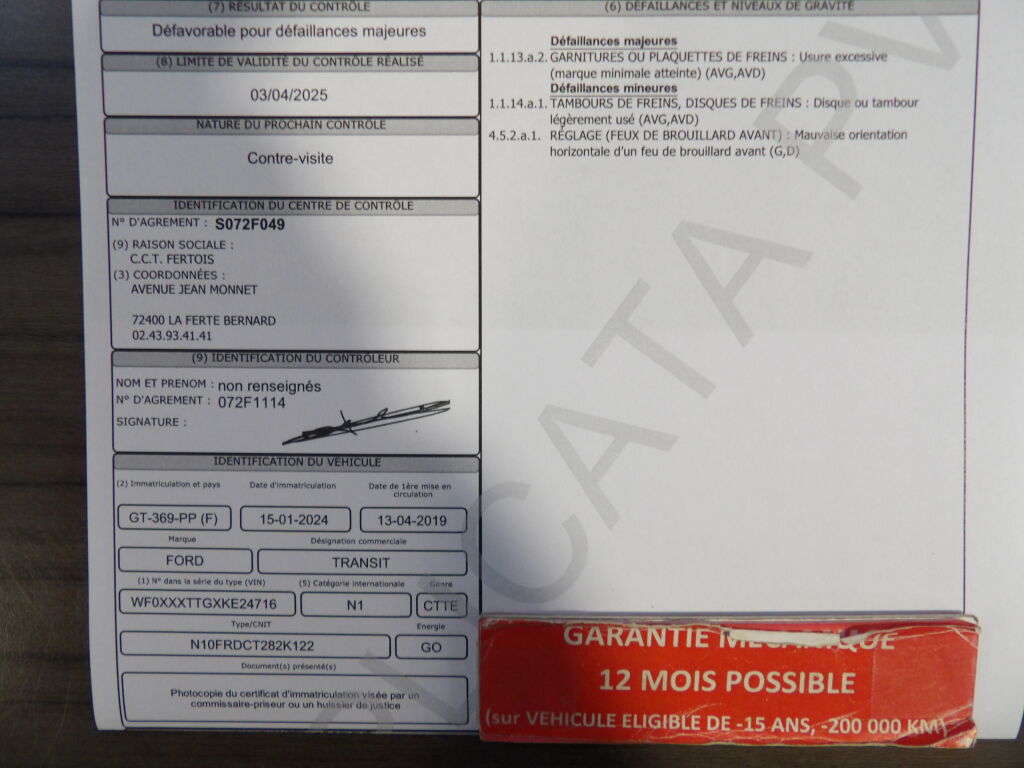 (7) RÉSULTAT DU CONTRÔLE
Défavorable pour défaillances majeures
(8) LIMITE DE VALIDITÉ DU CONTRÔLE RÉALISÉ
03/04/2025
NATURE DU PROCHAIN CONTRÔLE
Contre-visite
IDENTIFICATION DU CENTRE DE CONTRÔLE
N° D'AGREMENT : S072F049
(9) RAISON SOCIALE :
C.C.T. FERTOIS
(3) COORDONNÉES :
AVENUE JEAN MONNET
72400 LA FERTE BERNARD
02.43.93.41.41
(9) IDENTIFICATION DU CONTRÔLEUR
NOM ET PRENOM : non renseignés
N° D'AGREMENT : 072F1114
SIGNATURE :
IDENTIFICATION DU VÉHICULE
(2) Immatriculation et pays Date d'immatriculation Date de 1ère mise en
circulation
GT-369-PP (F) 15-01-2024 13-04-2019
Marque Désignation commerciale
FORD TRANSIT
(1) N° dans la série du type (VIN) (5) Catégorie internationale Genre
WF0XXXTTGXKE24716 N1 CTTE
Type/CNIT Energie
N10FRDCT282K122 GO
Document(s) présenté(s)
Photocopie du certificat d'immatriculation visée par un
commissaire-priseur ou un huissier de justice
(6) DÉFAILLANCES ET NIVEAUX DE GRAVITÉ
Défaillances majeures
1.1.13.a.2. GARNITURES OU PLAQUETTES DE FREINS : Usure excessive
(marque minimale atteinte) (AVG,AVD)
Défaillances mineures
1.1.14.a.1. TAMBOURS DE FREINS, DISQUES DE FREINS : Disque ou tambour
légèrement usé (AVG,AVD)
4.5.2.a.1. RÉGLAGE (FEUX DE BROUILLARD AVANT) : Mauvaise orientation
horizontale d'un feu de brouillard avant (G,D)
PLICATA PV
GARANTIE MÉCANIQUE
12 MOIS POSSIBLE
(sur VÉHICULE ELIGIBLE DE -15 ANS, -200 000 KM)